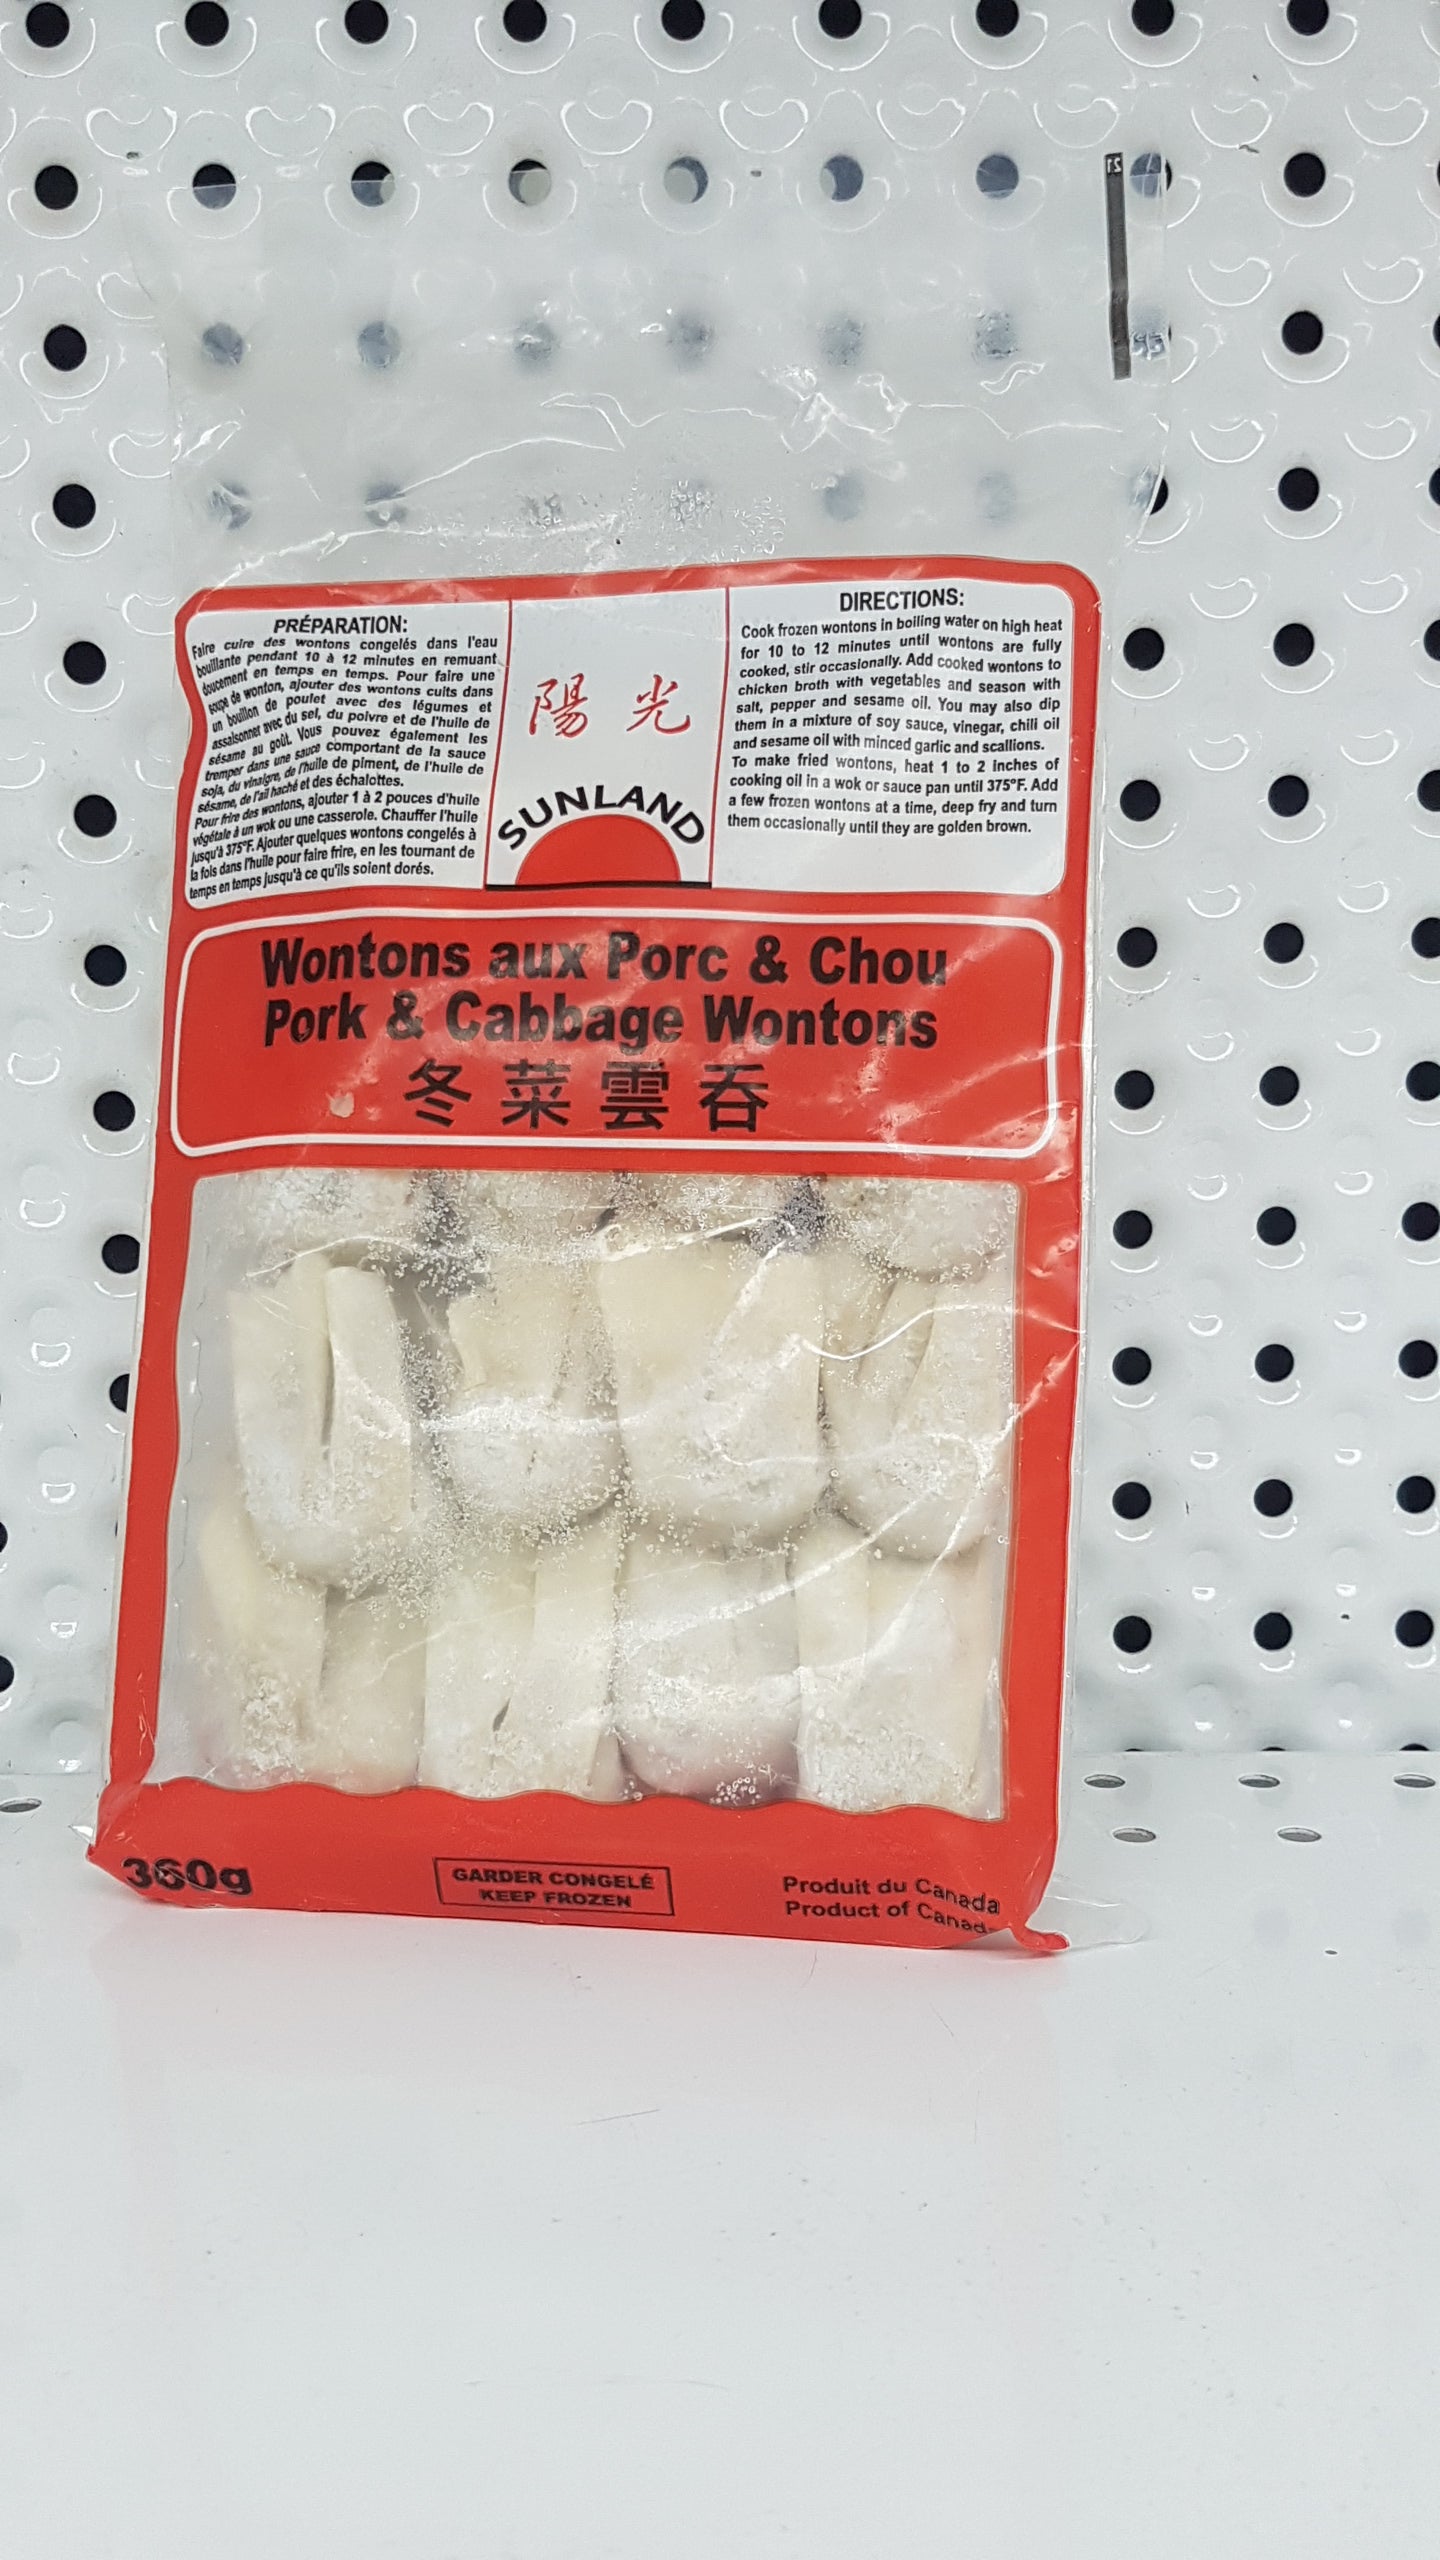 PRÉPARATION:
Faire cuire des wontons congelés dans l'eau
bouillante pendant 10 à 12 minutes en remuant
doucement en temps en temps. Pour faire une
soupe de wonton, ajouter des wontons cuits dans
un bouillon de poulet avec des légumes et
assaisonner avec du sel, du poivre et de l'huile de
sésame au goût. Vous pouvez également les
tremper dans une sauce comportant de la sauce
soja, du vinaigre, de l'huile de piment, de l'huile de
sésame, de l'ail haché et des échalottes.
Pour frire des wontons, ajouter 1 à 2 pouces d'huile
végétale à un wok ou une casserole. Chauffer l'huile
jusqu'à 375°F. Ajouter quelques wontons congelés à
la fois dans l'huile pour faire frire, en les tournant de
temps en temps jusqu'à ce qu'ils soient dorés.
陽 光
SUNLAND
DIRECTIONS:
Cook frozen wontons in boiling water on high heat
for 10 to 12 minutes until wontons are fully
cooked, stir occasionally. Add cooked wontons to
chicken broth with vegetables and season with
salt, pepper and sesame oil. You may also dip
them in a mixture of soy sauce, vinegar, chili oil
and sesame oil with minced garlic and scallions.
To make fried wontons, heat 1 to 2 inches of
cooking oil in a wok or sauce pan until 375°F. Add
a few frozen wontons at a time, deep fry and turn
them occasionally until they are golden brown.
Wontons aux Porc & Chou
Pork & Cabbage Wontons
冬菜雲吞
360g
GARDER CONGELÉ
KEEP FROZEN
Produit du Canada
Product of Canad